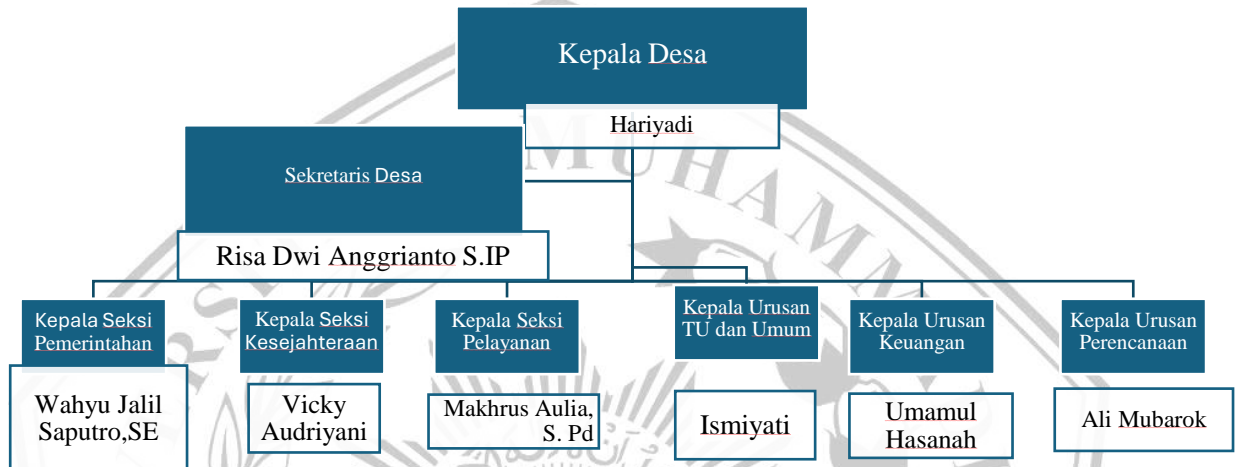 Kepala Desa
Hariyadi
MUHAMM
Sekretaris Desa
Risa Dwi Anggrianto S.IP
Kepala Seksi
Pemerintahan
Wahyu Jalil
Saputro,SE
Kepala Seksi
Kesejahteraan
Vicky
Audriyani
Kepala Seksi
Pelayanan
Makhrus Aulia,
S. Pd
Kepala Urusan
TU dan Umum
Ismiyati
Kepala Urusan
Keuangan
Umamul
Hasanah
Kepala Urusan
Perencanaan
Ali Mubarok